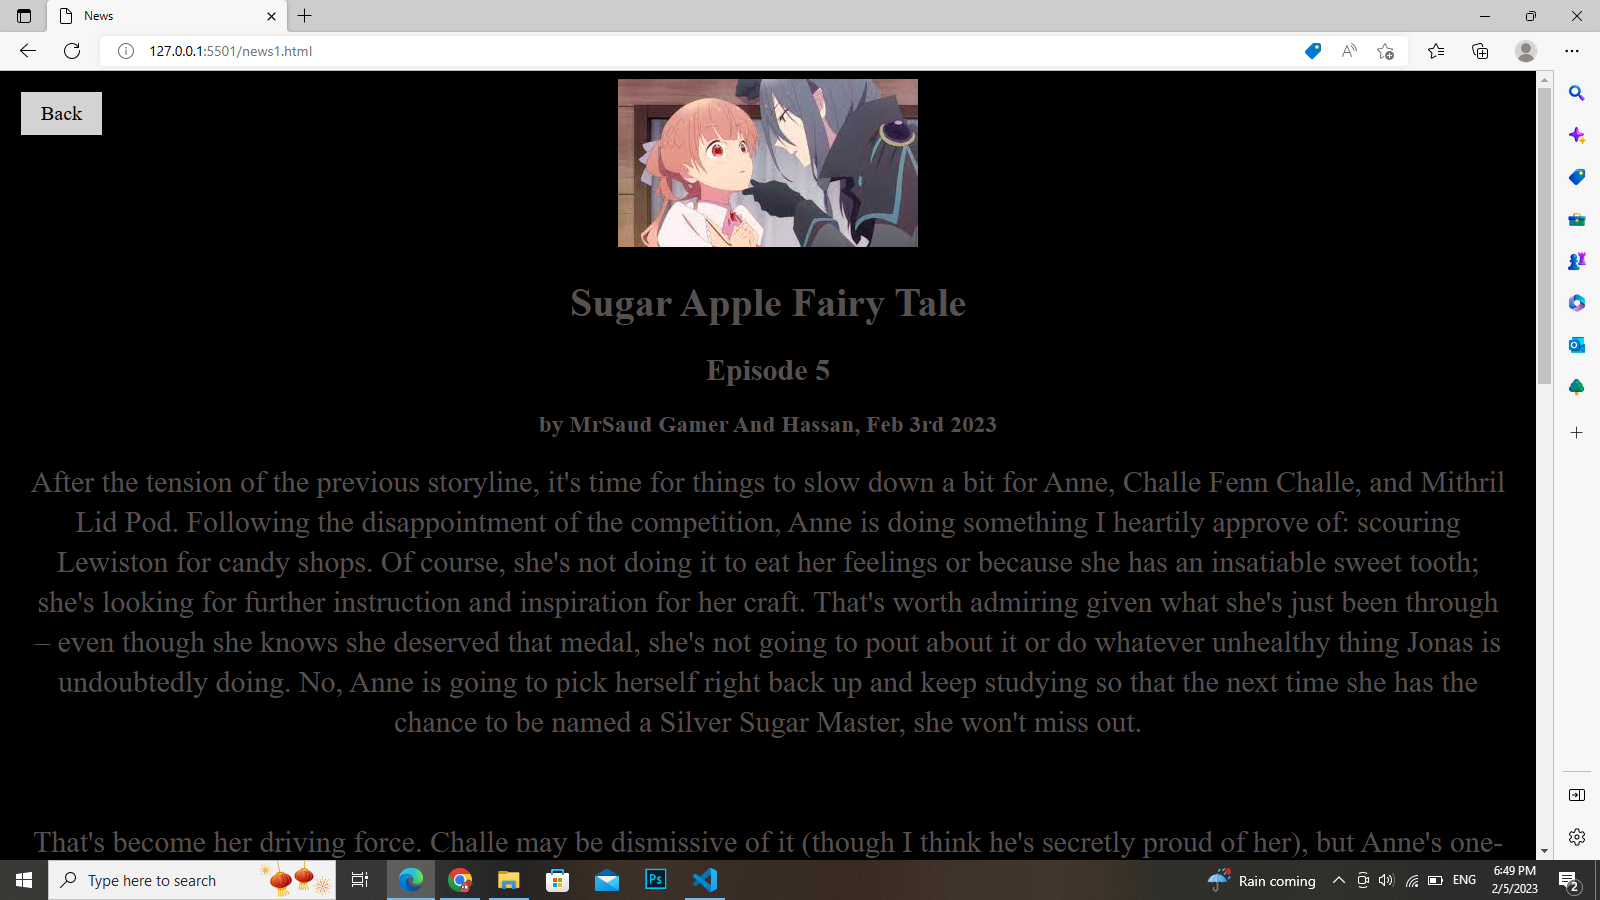 News
127.0.0.1:5501/news1.html
Back
Sugar Apple Fairy Tale
Episode 5
by MrSaud Gamer And Hassan, Feb 3rd 2023
After the tension of the previous storyline, it's time for things to slow down a bit for Anne, Challe Fenn Challe, and Mithril
Lid Pod. Following the disappointment of the competition, Anne is doing something I heartily approve of: scouring
Lewiston for candy shops. Of course, she's not doing it to eat her feelings or because she has an insatiable sweet tooth;
she's looking for further instruction and inspiration for her craft. That's worth admiring given what she's just been through
– even though she knows she deserved that medal, she's not going to pout about it or do whatever unhealthy thing Jonas is
undoubtedly doing. No, Anne is going to pick herself right back up and keep studying so that the next time she has the
chance to be named a Silver Sugar Master, she won't miss out.
That's become her driving force. Challe may be dismissive of it (though I think he's secretly proud of her), but Anne's one-
Type here to search
Ps
Rain coming
ENG
6:49 PM
2/5/2023
2